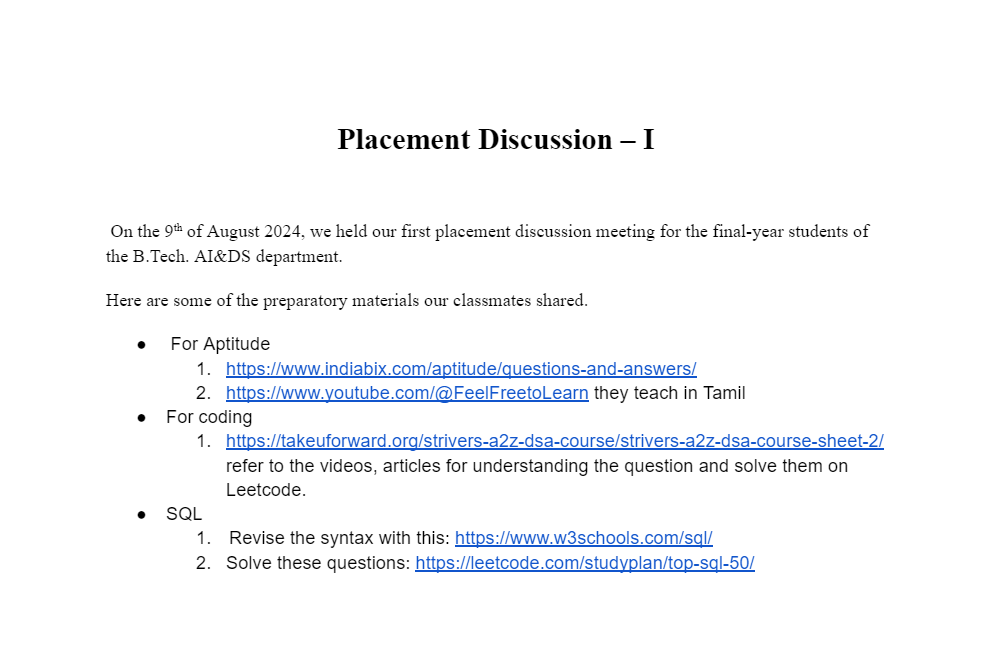 Placement Discussion – I
On the 9th of August 2024, we held our first placement discussion meeting for the final-year students of
the B.Tech. AI&DS department.
Here are some of the preparatory materials our classmates shared.
● For Aptitude
1. https://www.indiabix.com/aptitude/questions-and-answers/
2. https://www.youtube.com/@FeelFreetoLearn they teach in Tamil
● For coding
1. https://takeuforward.org/strivers-a2z-dsa-course/strivers-a2z-dsa-course-sheet-2/
refer to the videos, articles for understanding the question and solve them on
Leetcode.
● SQL
1. Revise the syntax with this: https://www.w3schools.com/sql/
2. Solve these questions: https://leetcode.com/studyplan/top-sql-50/